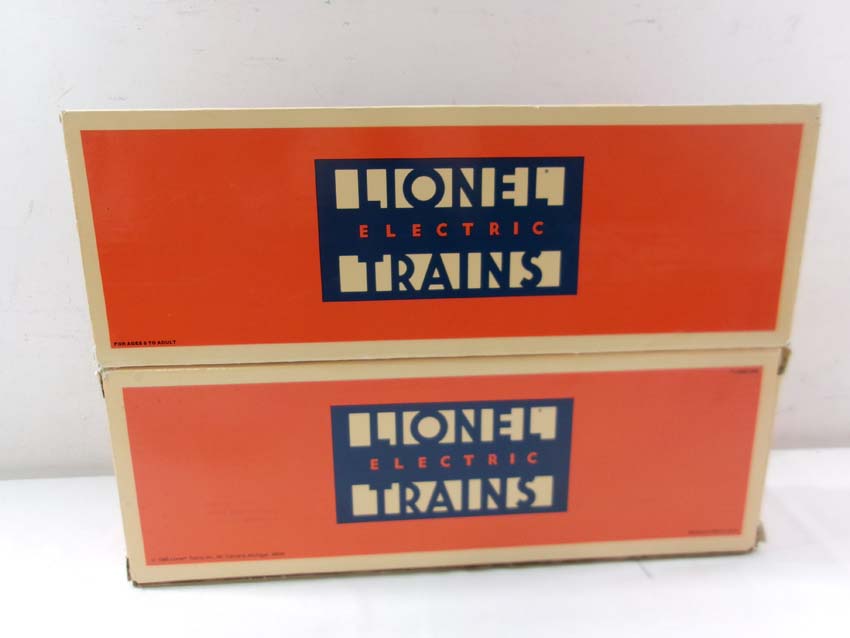 LIONEL
ELECTRIC
TRAINS
FOR AGES 8 TO ADULT
LIONEL
ELECTRIC
TRAINS